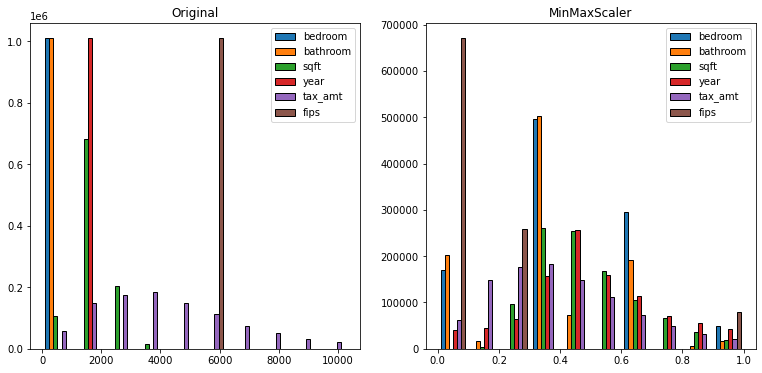 Original
1e6
1.0
0.8
0.6
0.4
0.2
0.0
0 2000 4000 6000 8000 10000
bedroom
bathroom
sqft
year
tax_amt
fips
MinMaxScaler
700000
600000
500000
400000
300000
200000
100000
0
0.0 0.2 0.4 0.6 0.8 1.0
bedroom
bathroom
sqft
year
tax_amt
fips